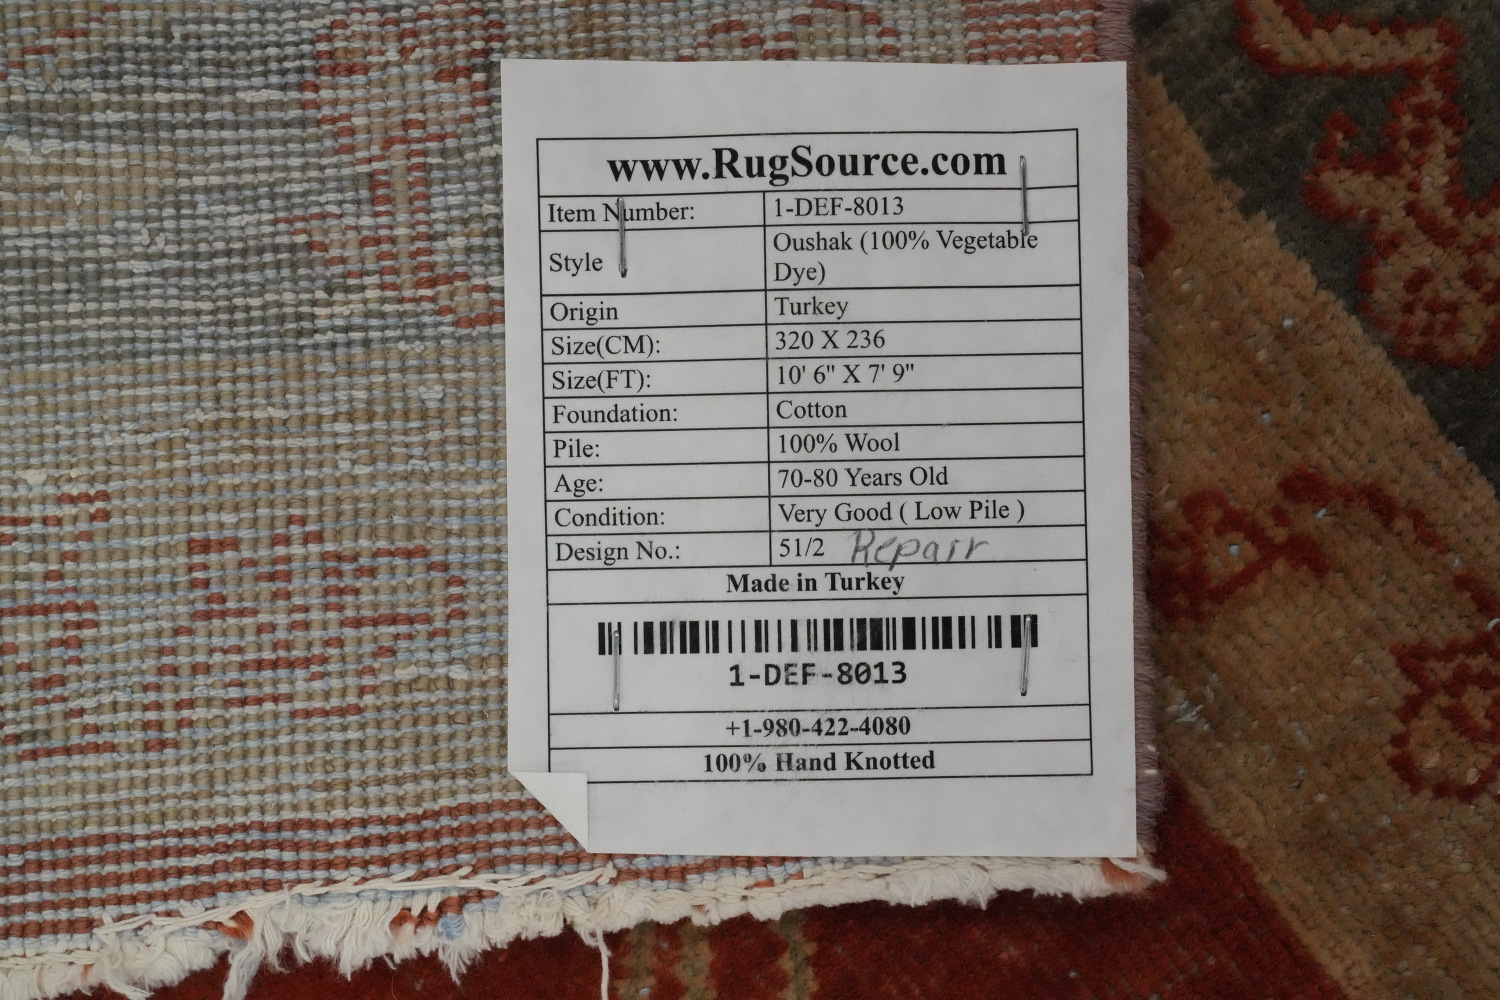 www.RugSource.com
Item Number: 1-DEF-8013
Style Oushak (100% Vegetable
Dye)
Origin Turkey
Size(CM): 320 X 236
Size(FT): 10' 6" X 7' 9"
Foundation: Cotton
Pile: 100% Wool
Age: 70-80 Years Old
Condition: Very Good ( Low Pile )
Design No.: 51/2 Repair
Made in Turkey
1-DEF-8013
+1-980-422-4080
100% Hand Knotted